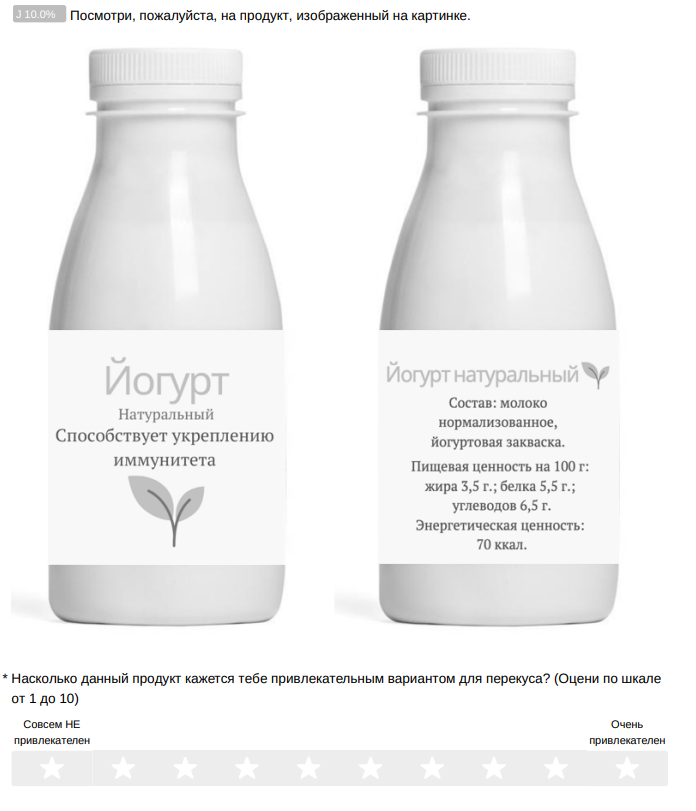 J 10.0%
Посмотри, пожалуйста, на продукт, изображенный на картинке.
Йогурт
Натуральный
Способствует укреплению
иммунитета
Йогурт натуральный
Состав: молоко
нормализованное,
йогуртовая закваска.
Пищевая ценность на 100 г:
жира 3,5 г.; белка 5,5 г.;
углеводов 6,5 г.
Энергетическая ценность:
70 ккал.
* Насколько данный продукт кажется тебе привлекательным вариантом для перекуса? (Оцени по шкале
от 1 до 10)
Совсем НЕ
привлекателен
Очень
привлекателен